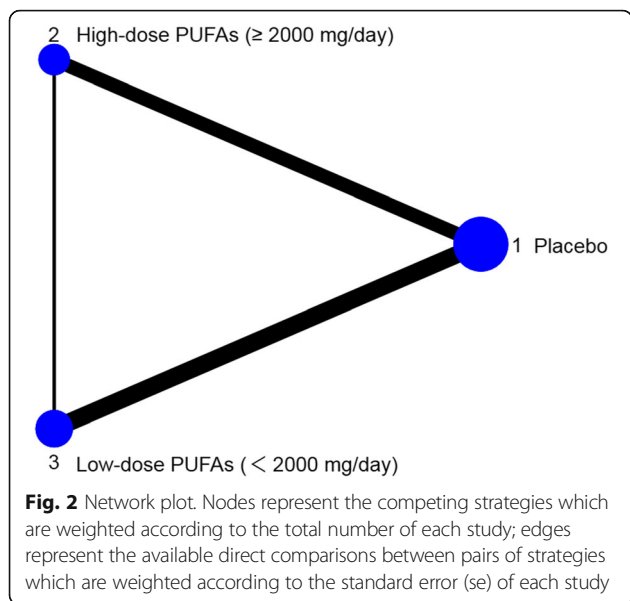 2 High-dose PUFAs (≥ 2000 mg/day)
1 Placebo
3 Low-dose PUFAs (＜ 2000 mg/day)
Fig. 2 Network plot. Nodes represent the competing strategies which
are weighted according to the total number of each study; edges
represent the available direct comparisons between pairs of strategies
which are weighted according to the standard error (se) of each study